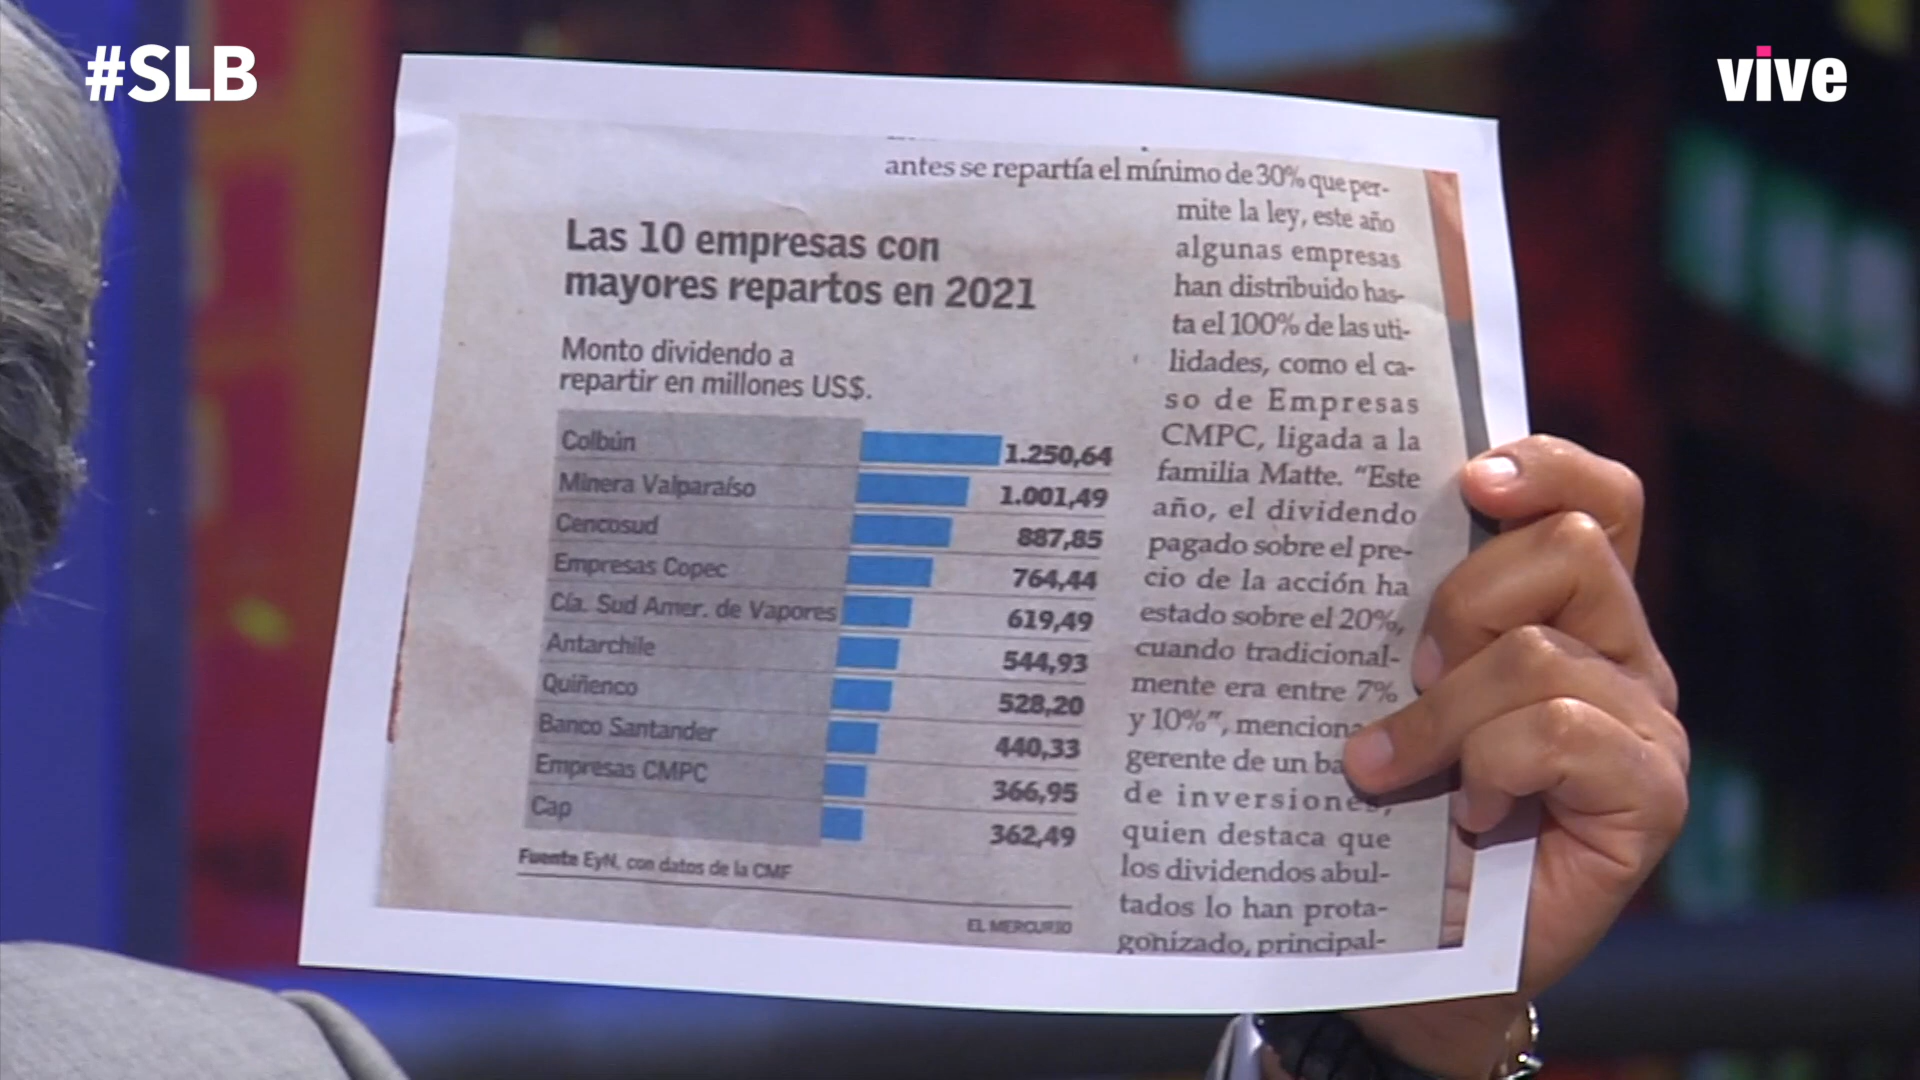 #SLB
vive
antes se repartía el mínimo de 30% que per-
mite la ley, este año
algunas empresas
han distribuido has-
ta el 100% de las uti-
lidades, como el ca-
so de Empresas
CMPC, ligada a la
familia Matte. “Este
año, el dividendo
pagado sobre el pre-
cio de la acción ha
estado sobre el 20%,
cuando tradicional-
mente era entre 7%
y 10%”, menciona
gerente de un
de inversiones,
quien destaca que
los dividendos abul-
tados lo han prota-
gonizado, principal-
Las 10 empresas con
mayores repartos en 2021
Monto dividendo a
repartir en millones US$.
Colbún 1.250,64
Minera Valparaíso 1.001,49
Cencosud 887,85
Empresas Copec 764,44
Cía. Sud Amer. de Vapores 619,49
Antarchile 544,93
Quiñenco 528,20
Banco Santander 440,33
Empresas CMPC 366,95
Cap 362,49
Fuente EyN, con datos de la CMF
EL MERCURIO